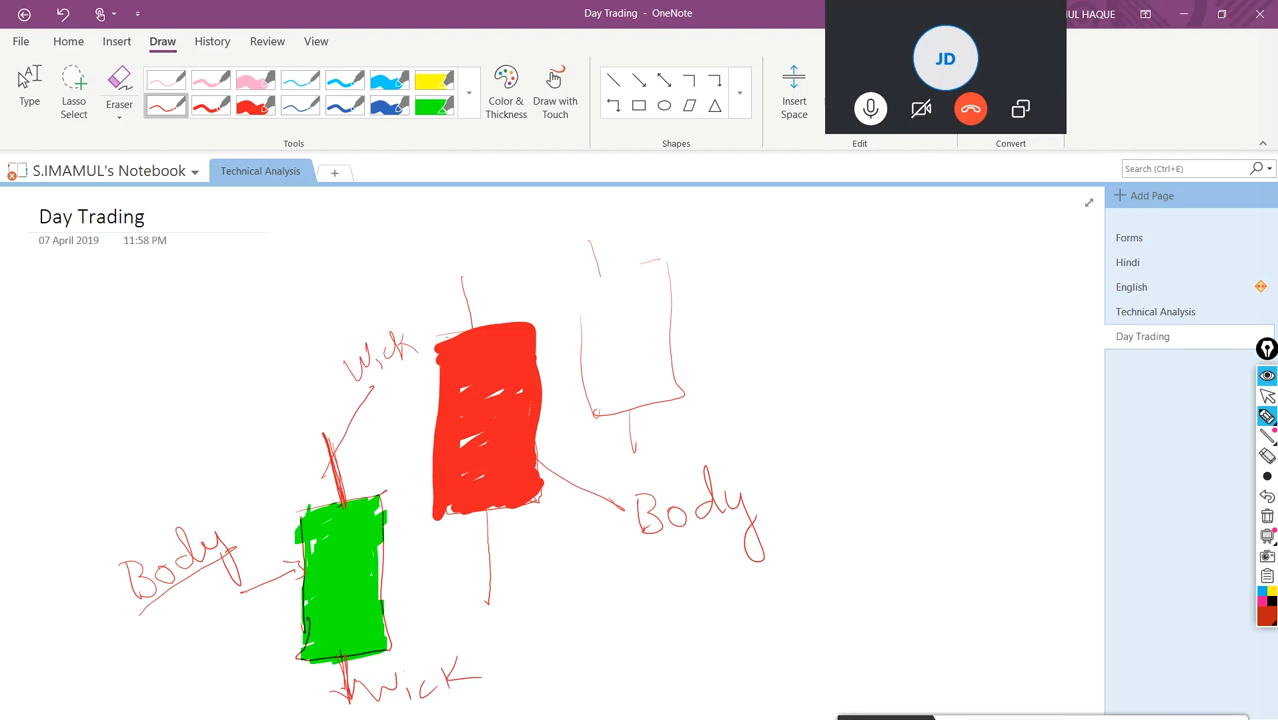 Day Trading - OneNote
MUL HAQUE
File Home Insert Draw History Review View
JD
Type
Lasso Select
Eraser
Color & Thickness
Draw with Touch
Insert Space
Tools
Shapes
Edit
Convert
S.IMAMUL's Notebook
Technical Analysis
Search (Ctrl+E)
Day Trading
07 April 2019 11:58 PM
Add Page
Forms
Hindi
English
Technical Analysis
Day Trading
Wick
Body
Body
Wick